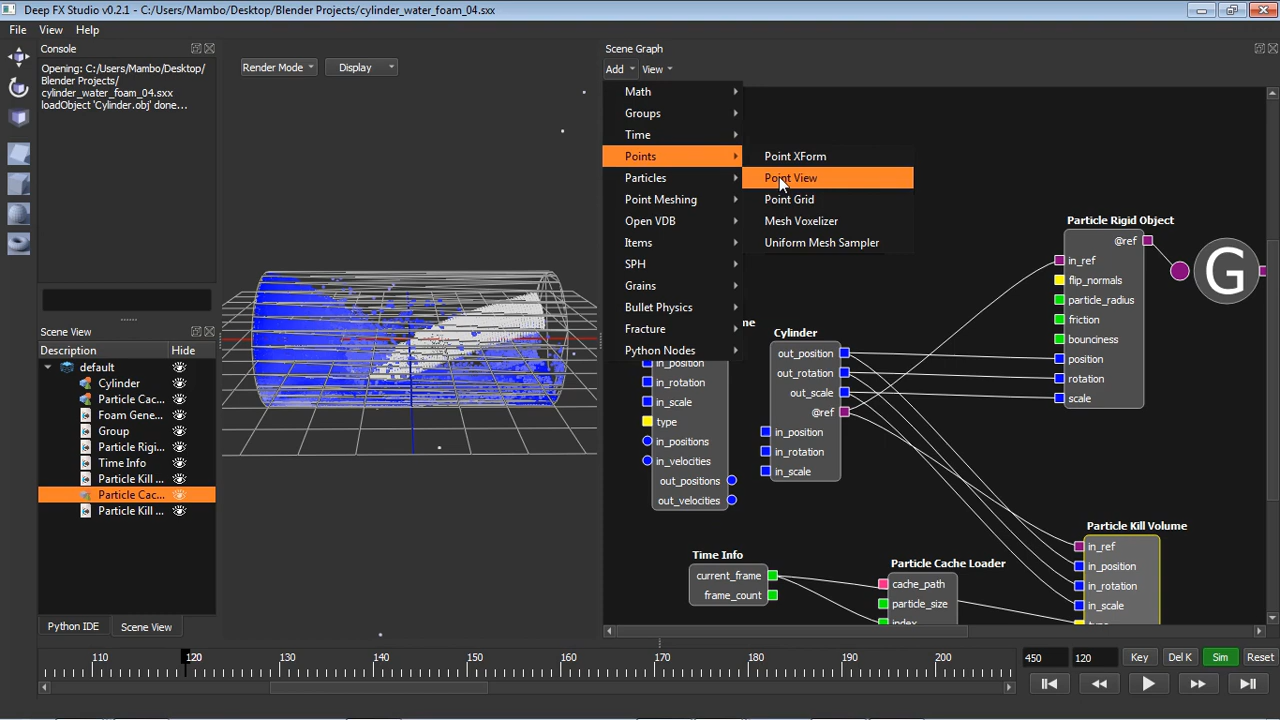 Deep FX Studio v0.2.1 - C:/Users/Mambo/Desktop/Blender Projects/cylinder_water_foam_04.sxx
File View Help
Console
Opening: C:/Users/Mambo/Desktop/
Blender Projects/
cylinder_water_foam_04.sxx
loadObject 'Cylinder.obj' done...
Scene View
Description Hide
default
Cylinder
Particle Cac...
Foam Gene...
Group
Particle Rigi...
Time Info
Particle Kill ...
Particle Cac...
Particle Kill ...
Python IDE Scene View
Render Mode Display
Scene Graph
Add View
Math
Groups
Time
Points
Particles
Point Meshing
Open VDB
Items
SPH
Grains
Bullet Physics
Fracture
Python Nodes
Point XForm
Point View
Point Grid
Mesh Voxelizer
Uniform Mesh Sampler
in_position
in_rotation
in_scale
type
in_positions
in_velocities
out_positions
out_velocities
Cylinder
out_position
out_rotation
out_scale
@ref
in_position
in_rotation
in_scale
Particle Rigid Object
@ref
in_ref
flip_normals
particle_radius
friction
bounciness
position
rotation
scale
G
Time Info
current_frame
frame_count
Particle Cache Loader
cache_path
particle_size
index
Particle Kill Volume
in_ref
in_position
in_rotation
in_scale
type
110 120 130 140 150 160 170 180 190 200
450 120 Key Del K Sim Reset